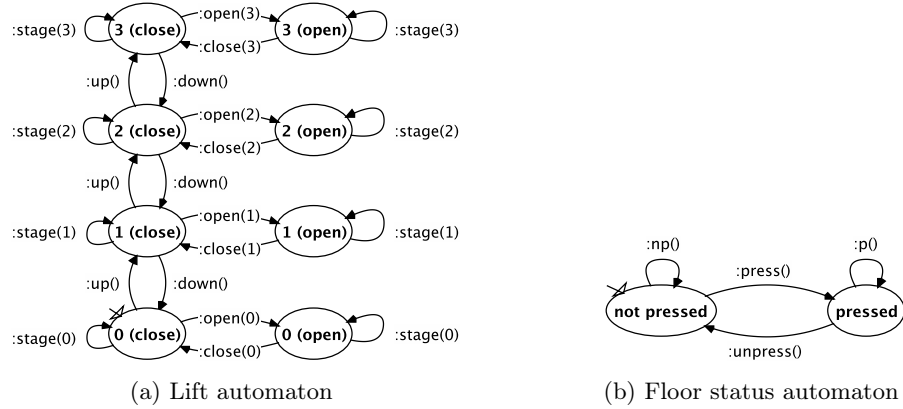 :stage(3)
3 (close)
:open(3)
:close(3)
3 (open)
:stage(3)
:up()
:down()
:stage(2)
2 (close)
:open(2)
:close(2)
2 (open)
:stage(2)
:up()
:down()
:stage(1)
1 (close)
:open(1)
:close(1)
1 (open)
:stage(1)
:up()
:down()
:stage(0)
0 (close)
:open(0)
:close(0)
0 (open)
:stage(0)
(a) Lift automaton
:np()
:p()
:press()
not pressed
pressed
:unpress()
(b) Floor status automaton